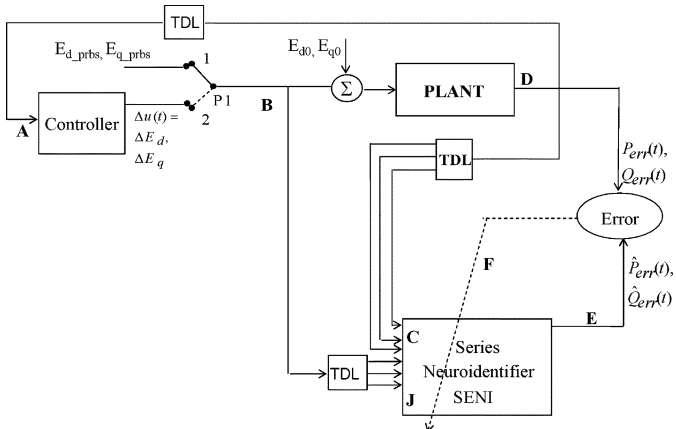 TDL
E_d_prbs, E_q_prbs
1
E_d0, E_q0
P1
2
A
Controller
Δu(t) =
ΔE_d,
ΔE_q
B
Σ
PLANT
D
TDL
P_err(t),
Q_err(t)
Error
F
P̂_err(t),
Q̂_err(t)
E
C
Series
Neuroidentifier
SENI
TDL
J